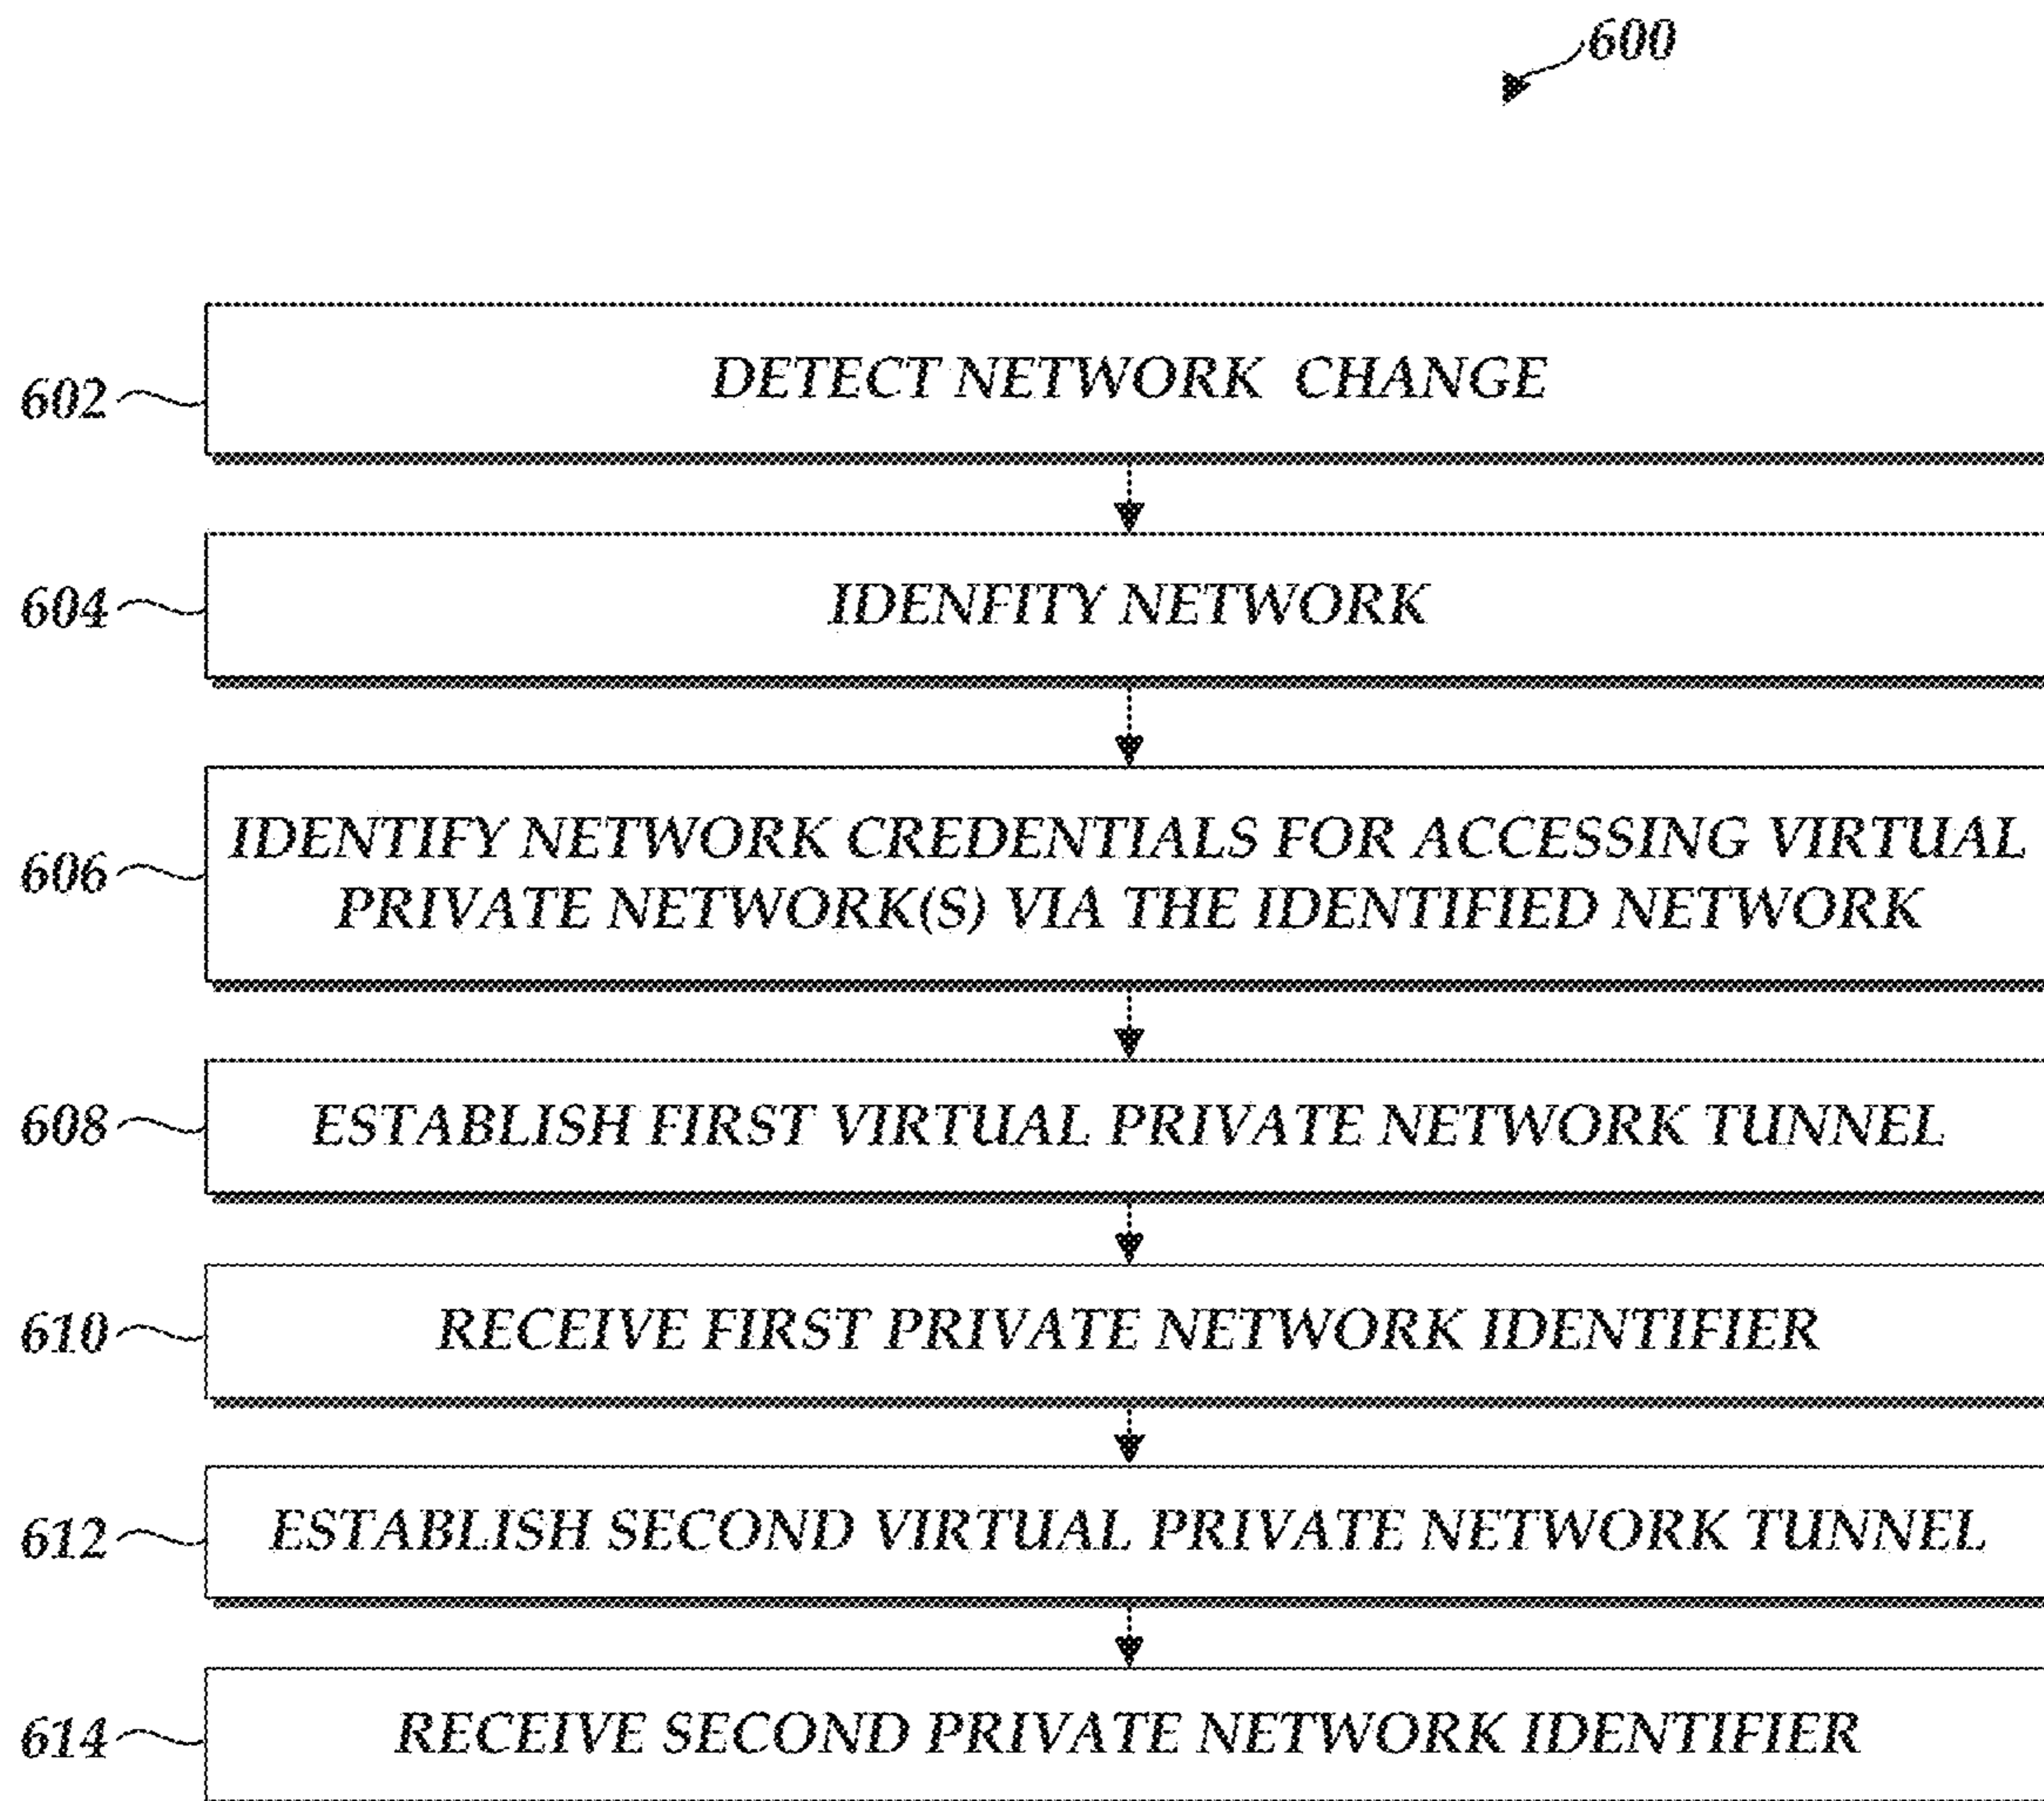 600
602 DETECT NETWORK CHANGE
604 IDENFITY NETWORK
606 IDENTIFY NETWORK CREDENTIALS FOR ACCESSING VIRTUAL
PRIVATE NETWORK(S) VIA THE IDENTIFIED NETWORK
608 ESTABLISH FIRST VIRTUAL PRIVATE NETWORK TUNNEL
610 RECEIVE FIRST PRIVATE NETWORK IDENTIFIER
612 ESTABLISH SECOND VIRTUAL PRIVATE NETWORK TUNNEL
614 RECEIVE SECOND PRIVATE NETWORK IDENTIFIER